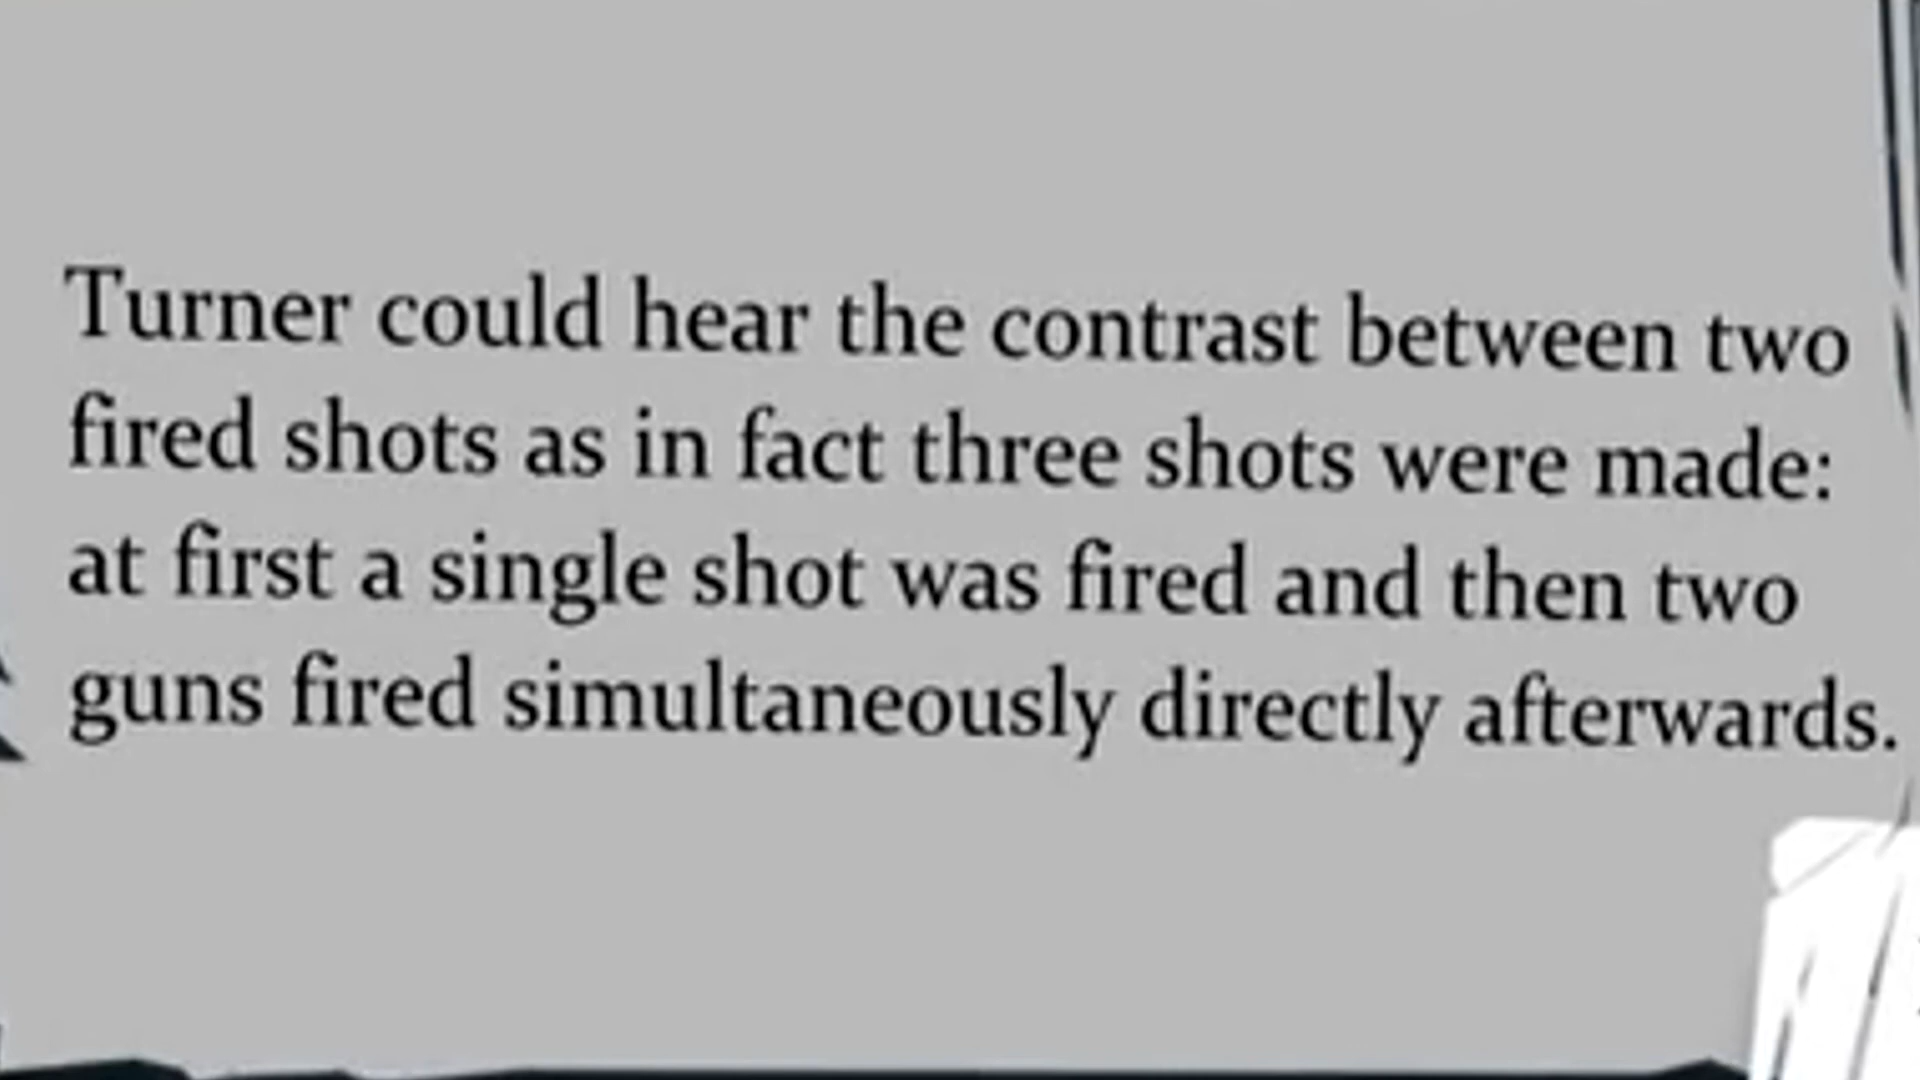 Turner could hear the contrast between two
fired shots as in fact three shots were made:
at first a single shot was fired and then two
guns fired simultaneously directly afterwards.